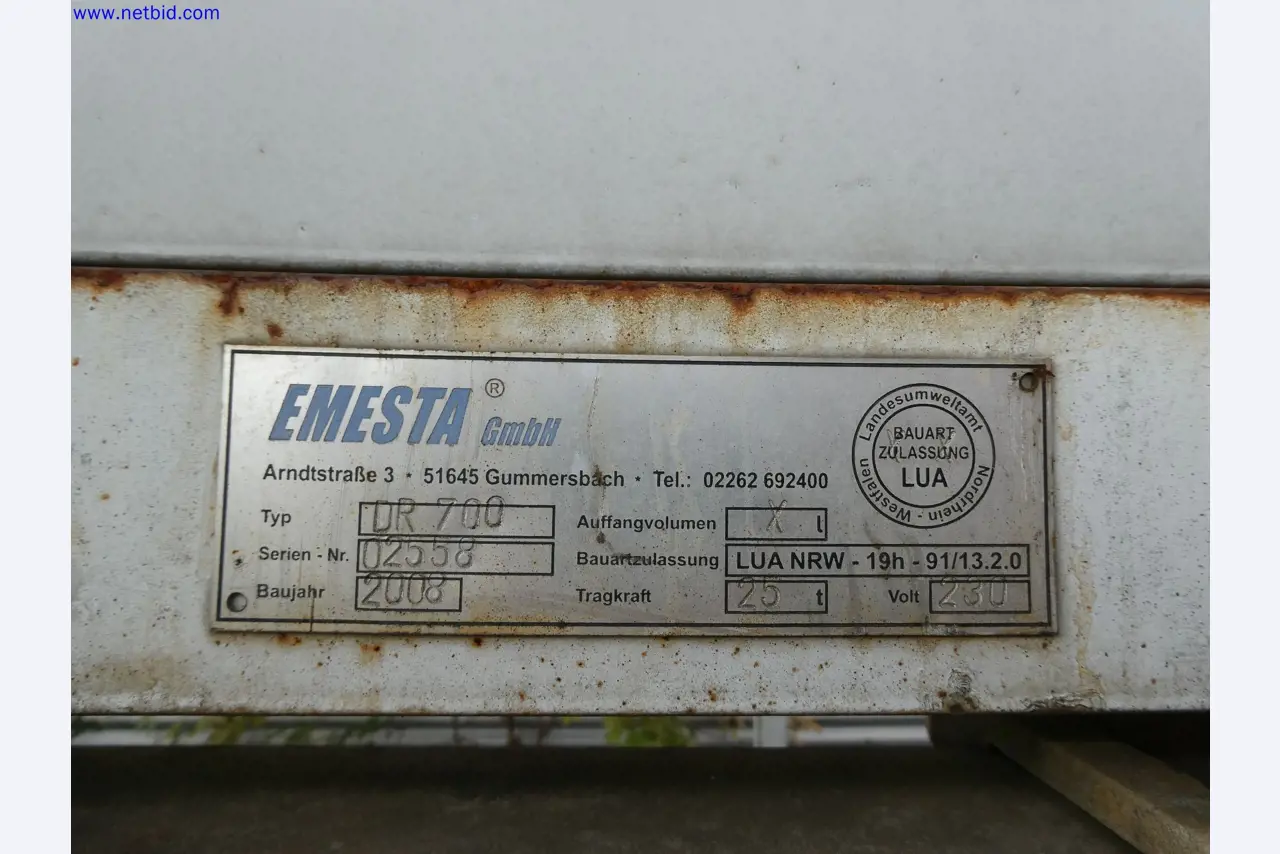 www.netbid.com
EMESTA ® GmbH
Arndtstraße 3 * 51645 Gummersbach * Tel.: 02262 692400
Typ DR 700
Serien - Nr. 02558
Baujahr 2008
Auffangvolumen X l
Bauartzulassung LUA NRW - 19h - 91/13.2.0
Tragkraft 25 t Volt 230
Landesumweltamt
Nordrhein - Westfalen
BAUART
ZULASSUNG
LUA